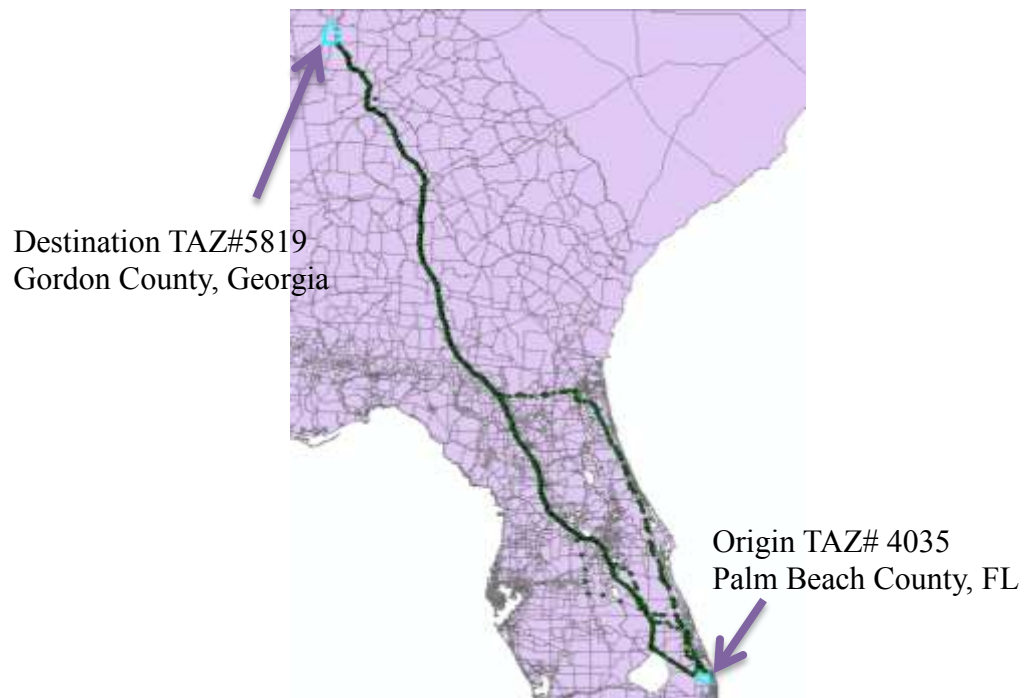 Destination TAZ#5819
Gordon County, Georgia
Origin TAZ# 4035
Palm Beach County, FL